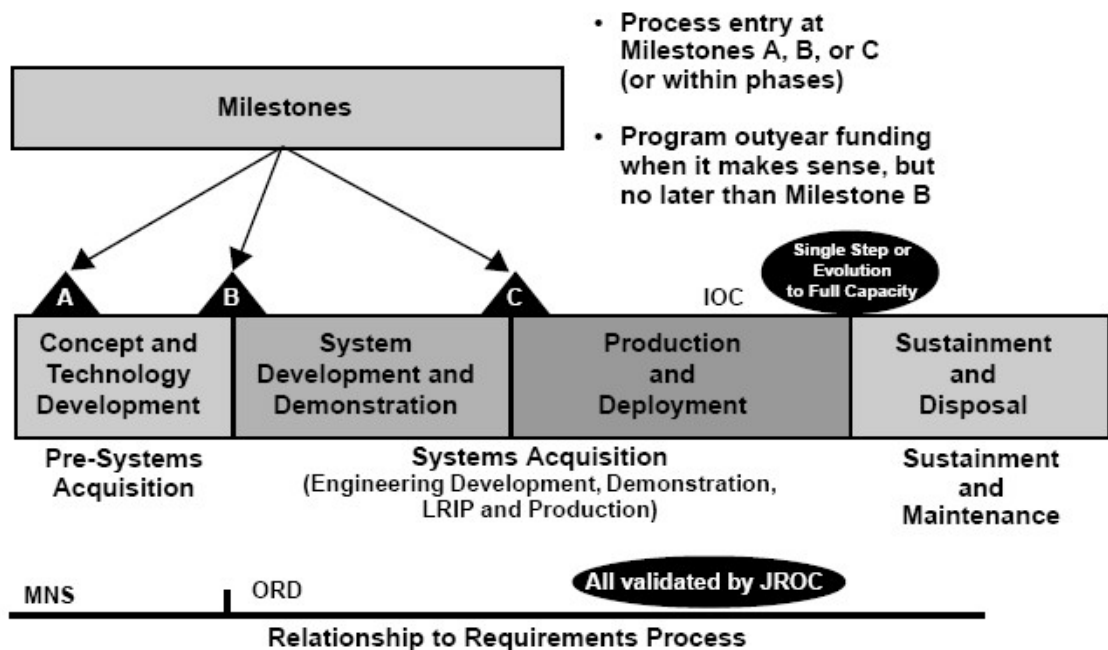 • Process entry at
Milestones A, B, or C
(or within phases)
• Program outyear funding
when it makes sense, but
no later than Milestone B
Milestones
Single Step or
Evolution
to Full Capacity
A
B
C
IOC
Concept and
Technology
Development
System
Development and
Demonstration
Production
and
Deployment
Sustainment
and
Disposal
Pre-Systems
Acquisition
Systems Acquisition
(Engineering Development, Demonstration,
LRIP and Production)
Sustainment
and
Maintenance
MNS
ORD
All validated by JROC
Relationship to Requirements Process